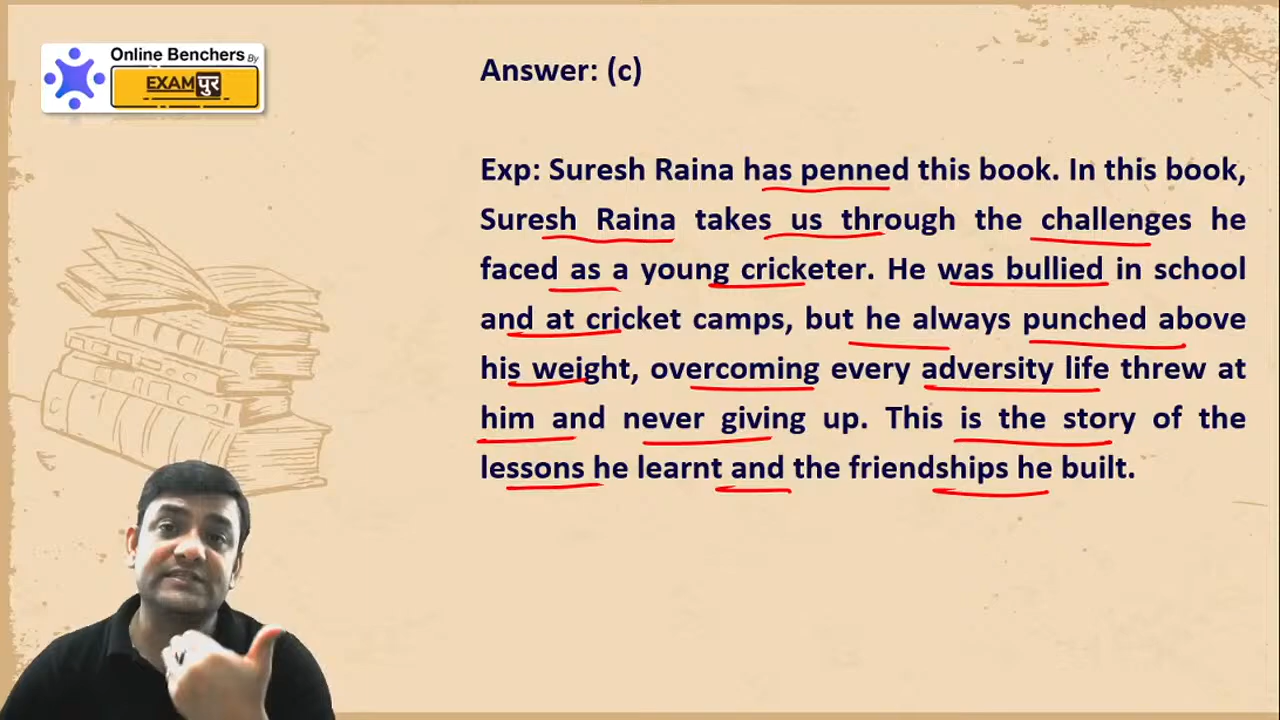 Online Benchers By
EXAMपुर
Answer: (c)
Exp: Suresh Raina has penned this book. In this book,
Suresh Raina takes us through the challenges he
faced as a young cricketer. He was bullied in school
and at cricket camps, but he always punched above
his weight, overcoming every adversity life threw at
him and never giving up. This is the story of the
lessons he learnt and the friendships he built.